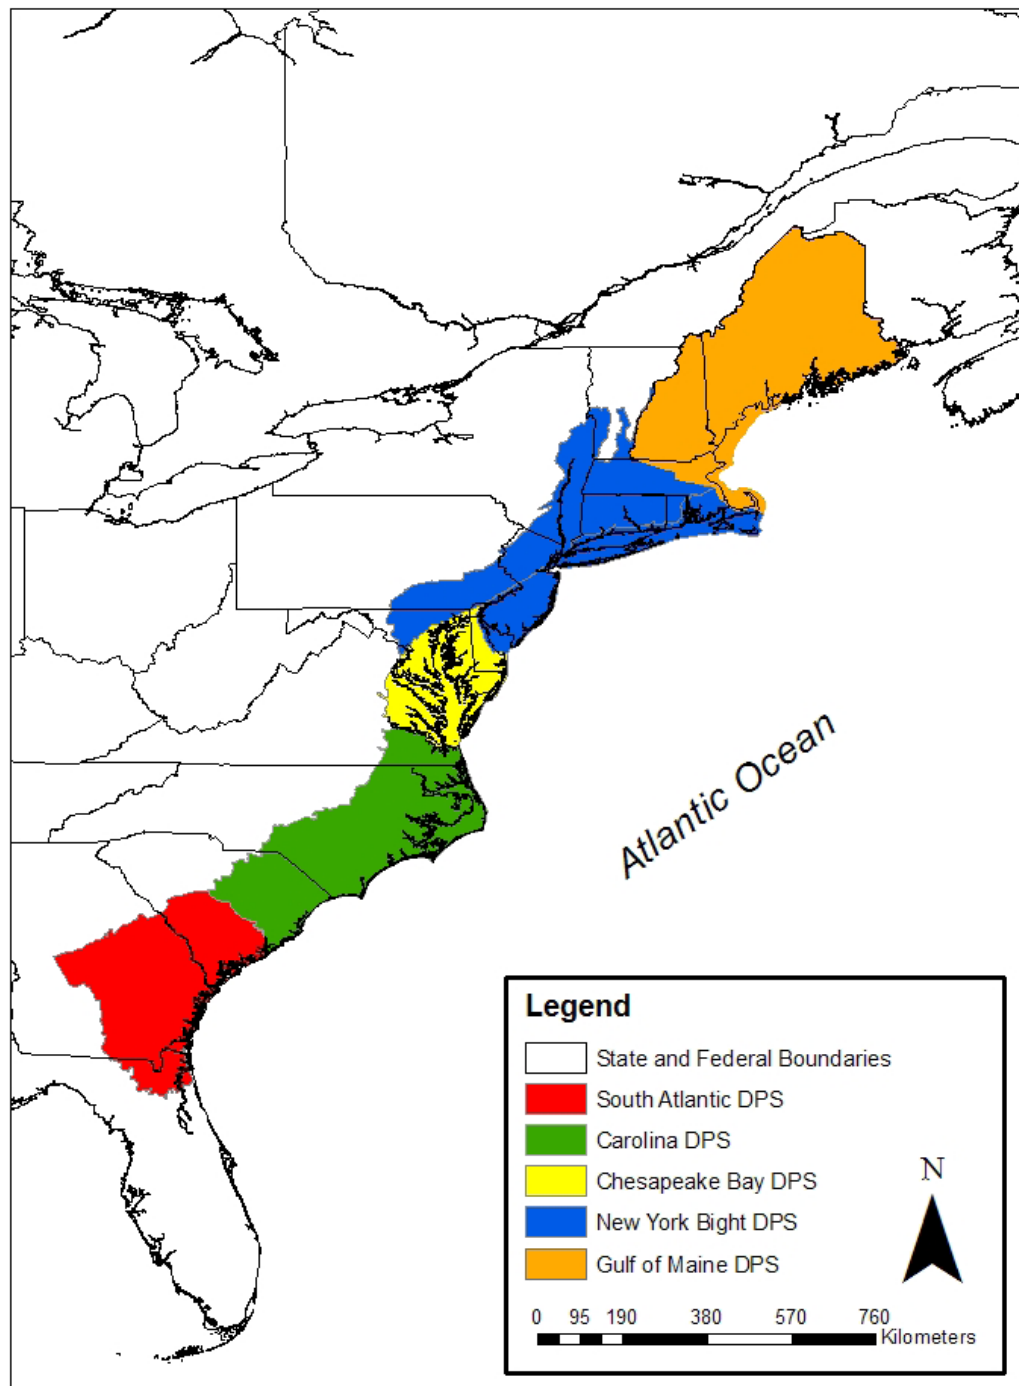 Atlantic Ocean
Legend
State and Federal Boundaries
South Atlantic DPS
Carolina DPS
Chesapeake Bay DPS
New York Bight DPS
Gulf of Maine DPS
N
0 95 190 380 570 760
Kilometers